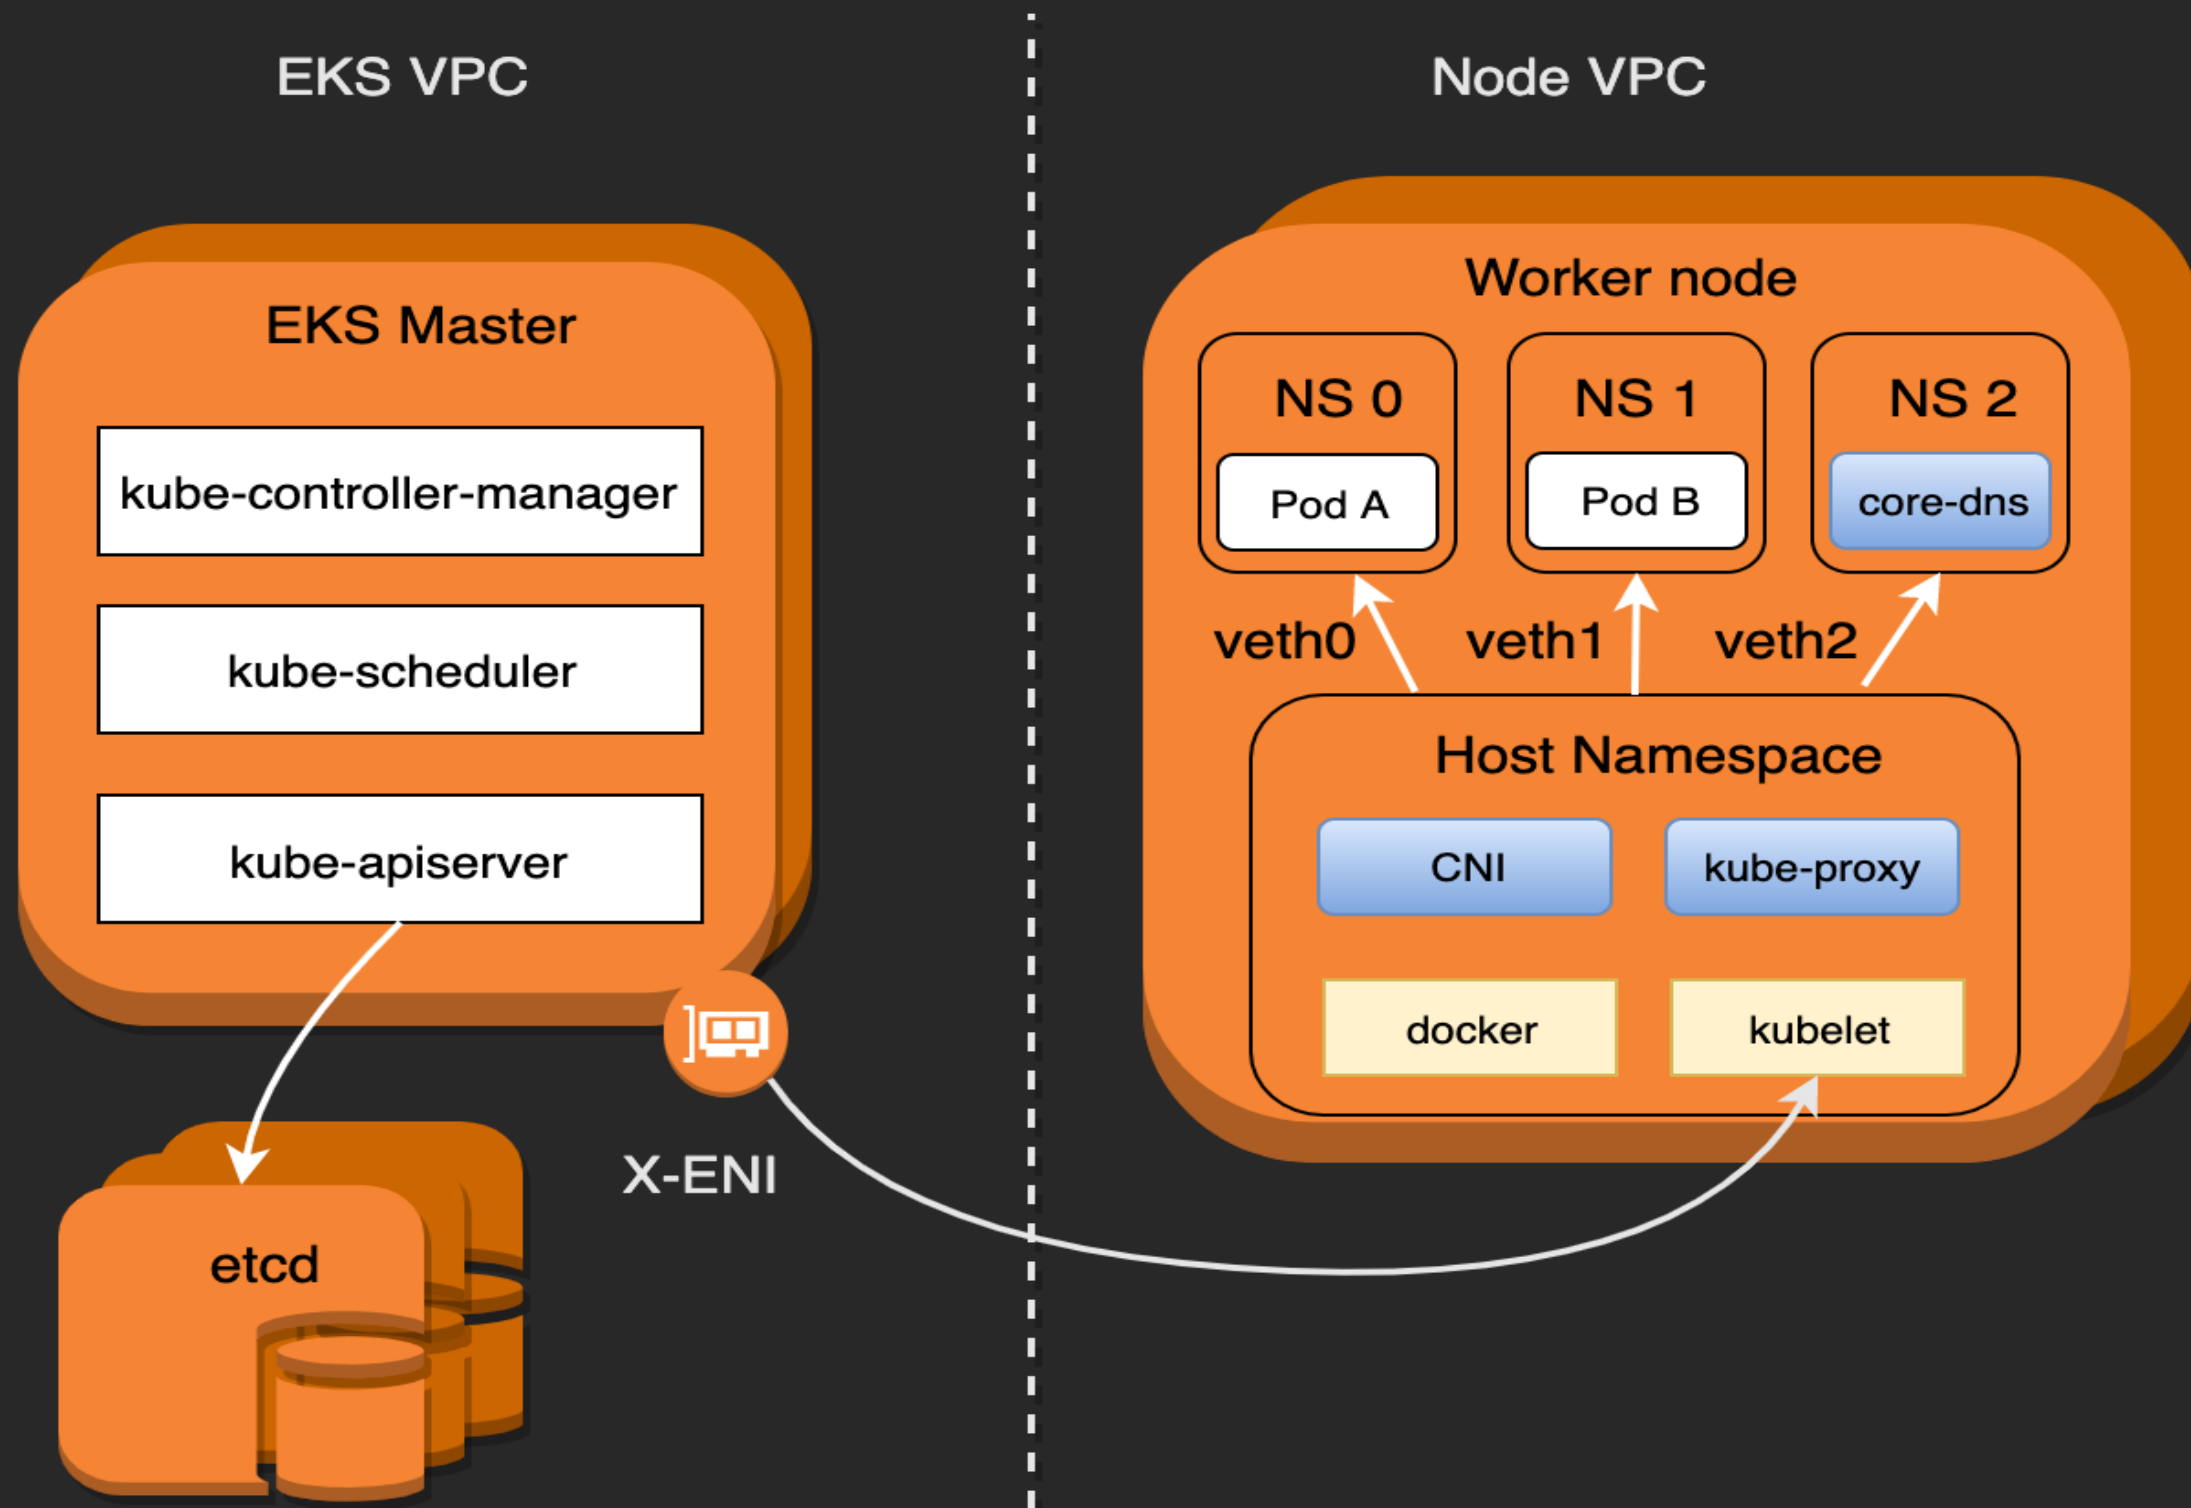 EKS VPC
EKS Master
kube-controller-manager
kube-scheduler
kube-apiserver
X-ENI
etcd
Node VPC
Worker node
NS 0
NS 1
NS 2
Pod A
Pod B
core-dns
veth0
veth1
veth2
Host Namespace
CNI
kube-proxy
docker
kubelet